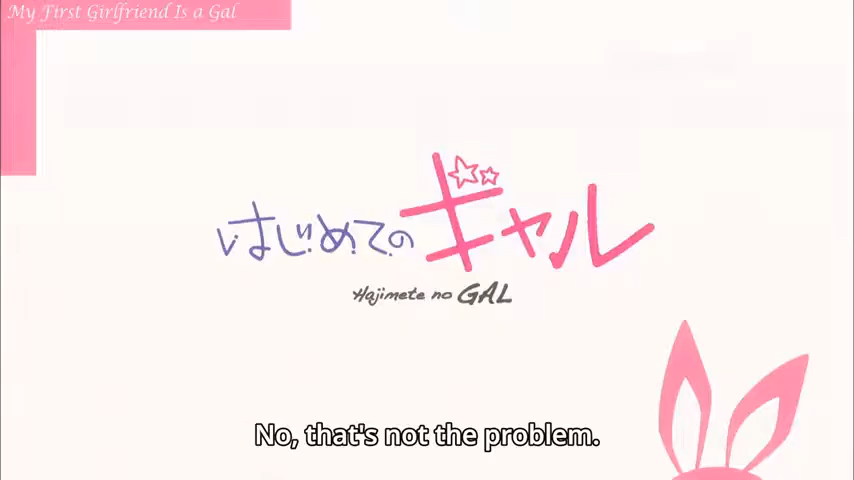 My First Girlfriend Is a Gal
はじめてのギャル
Hajimete no GAL
No, that's not the problem.